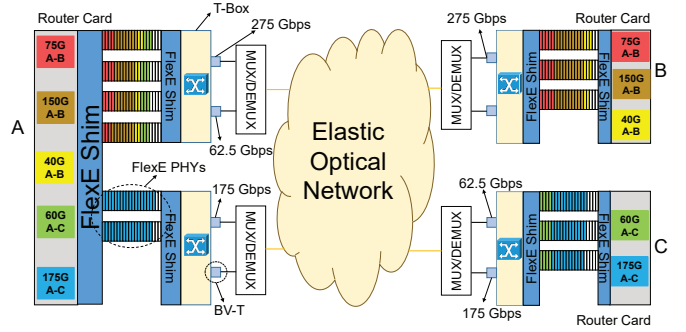 Router Card
T-Box
275 Gbps
75G
A-B
150G
A-B
40G
A-B
60G
A-C
175G
A-C
A
FlexE Shim
FlexE Shim
MUX/DEMUX
62.5 Gbps
FlexE PHYs
175 Gbps
FlexE Shim
MUX/DEMUX
BV-T
Elastic
Optical
Network
Router Card
275 Gbps
MUX/DEMUX
FlexE Shim
FlexE Shim
75G
A-B
150G
A-B
40G
A-B
B
62.5 Gbps
MUX/DEMUX
175 Gbps
FlexE Shim
FlexE Shim
60G
A-C
175G
A-C
C
Router Card